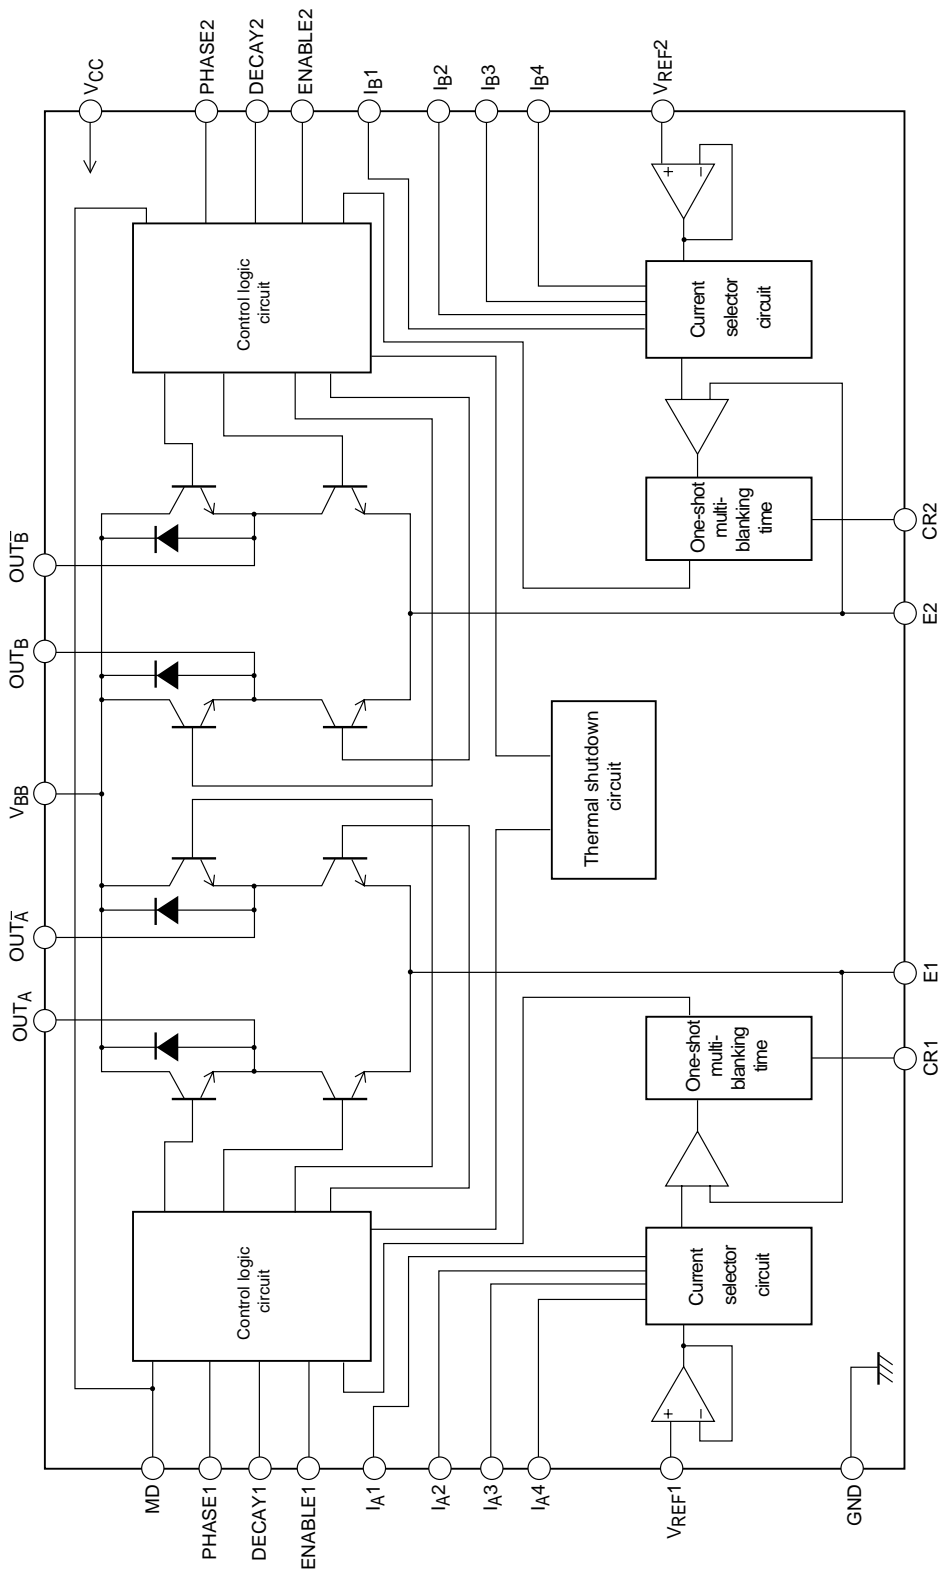 VCC
PHASE2
DECAY2
ENABLE2
IB1
IB2
IB3
IB4
VREF2
+
−
Control logic
circuit
Current
selector
circuit
One-shot
multi-
blanking
time
CR2
E2
OUTB̅
OUTB
VBB
OUTA̅
OUTA
Thermal shutdown
circuit
E1
CR1
One-shot
multi-
blanking
time
Control logic
circuit
Current
selector
circuit
+
−
MD
PHASE1
DECAY1
ENABLE1
IA1
IA2
IA3
IA4
VREF1
GND